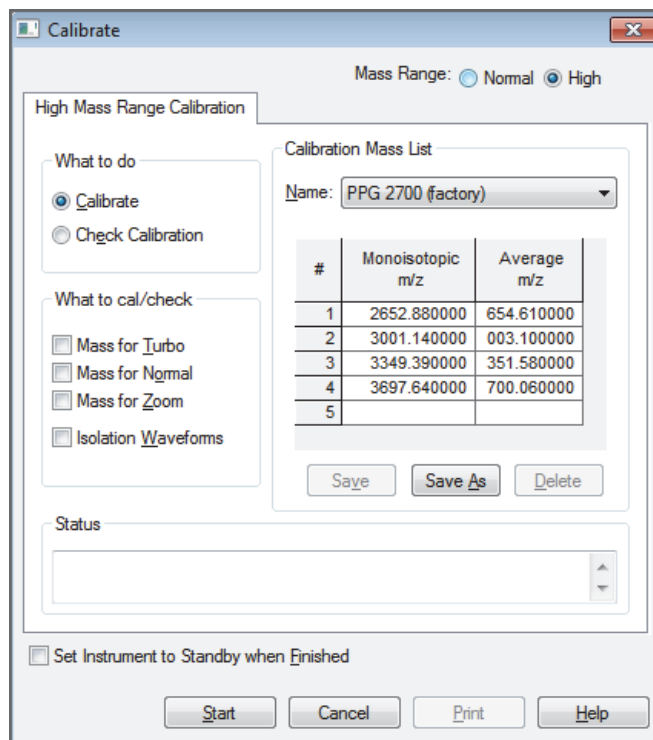 Calibrate
Mass Range: Normal High
High Mass Range Calibration
What to do
Calibrate
Check Calibration
What to cal/check
Mass for Turbo
Mass for Normal
Mass for Zoom
Isolation Waveforms
Calibration Mass List
Name: PPG 2700 (factory)
# Monoisotopic m/z Average m/z
1 2652.880000 654.610000
2 3001.140000 003.100000
3 3349.390000 351.580000
4 3697.640000 700.060000
5
Save Save As Delete
Status
Set Instrument to Standby when Finished
Start Cancel Print Help